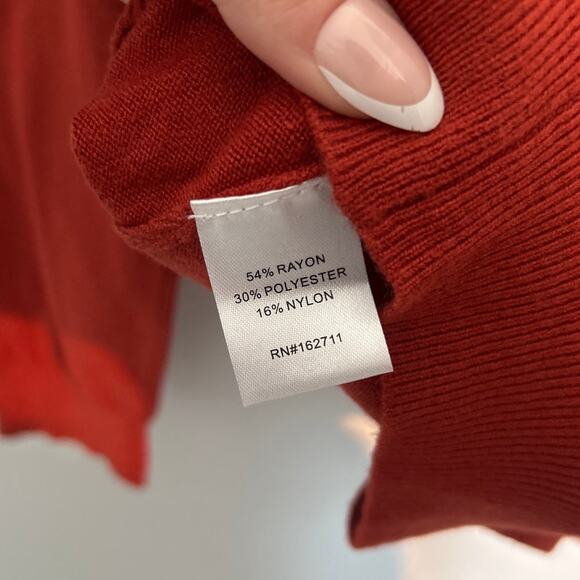 54% RAYON
30% POLYESTER
16% NYLON
RN#162711